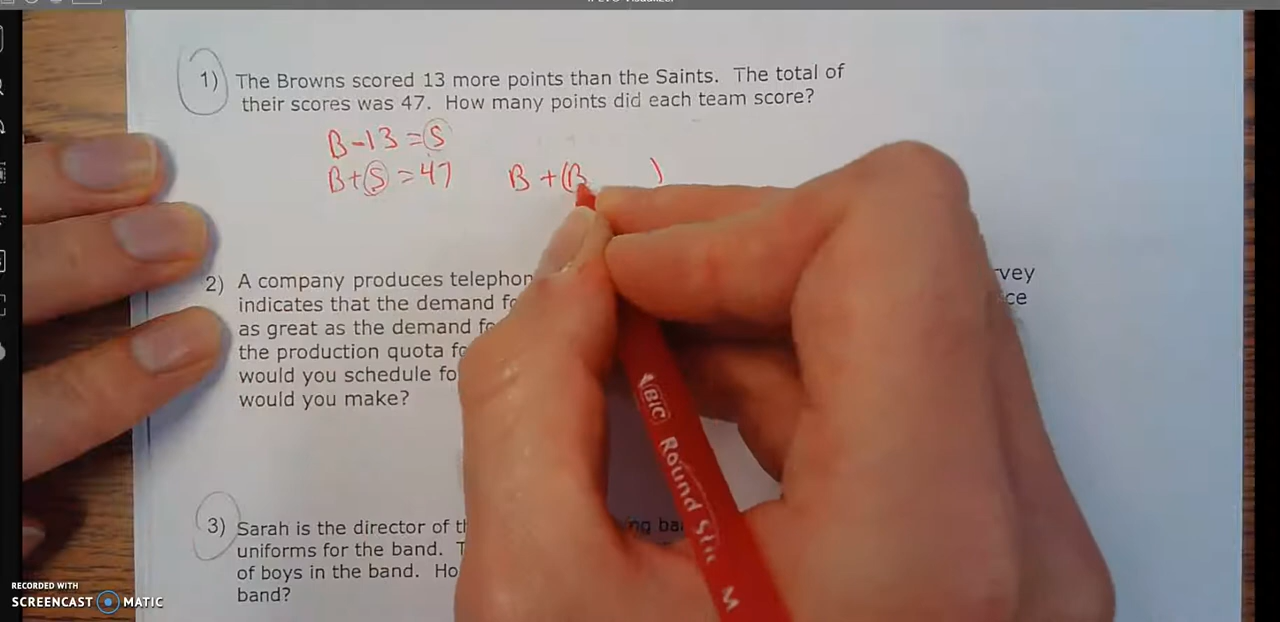 1) The Browns scored 13 more points than the Saints. The total of
their scores was 47. How many points did each team score?
B-13=S
B+S=47 B+(B )
2) A company produces telephon vey
indicates that the demand fo ce
as great as the demand fo
the production quota fo
would you schedule fo
would you make?
3) Sarah is the director of th ng ba
uniforms for the band. T
of boys in the band. Ho
band?
BIC Round Stic M
RECORDED WITH
SCREENCAST MATIC